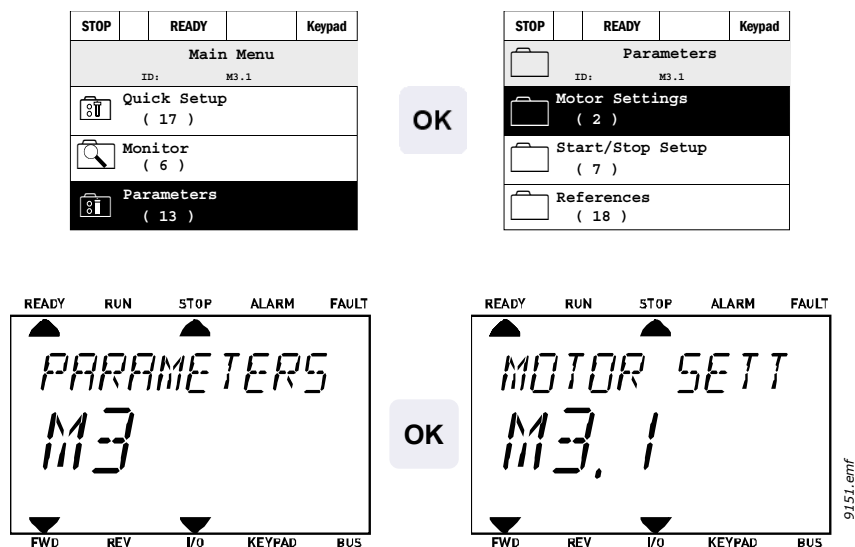 STOP READY Keypad
Main Menu
ID: M3.1
Quick Setup
( 17 )
Monitor
( 6 )
Parameters
( 13 )
OK
STOP READY Keypad
Parameters
ID: M3.1
Motor Settings
( 2 )
Start/Stop Setup
( 7 )
References
( 18 )
READY RUN STOP ALARM FAULT
PARAMETERS
M3
FWD REV I/O KEYPAD BUS
OK
READY RUN STOP ALARM FAULT
MOTOR SETT
M3.1
FWD REV I/O KEYPAD BUS
9151.emf